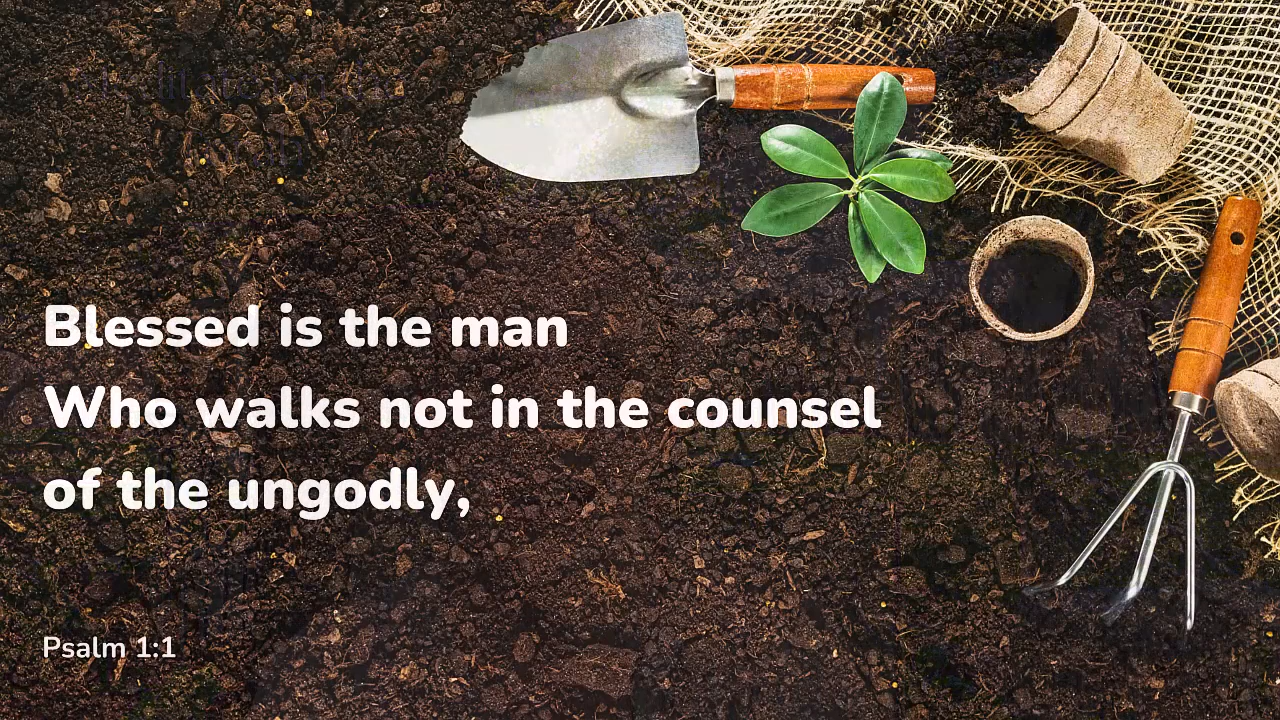 Blessed is the man
Who walks not in the counsel
of the ungodly,
Psalm 1:1